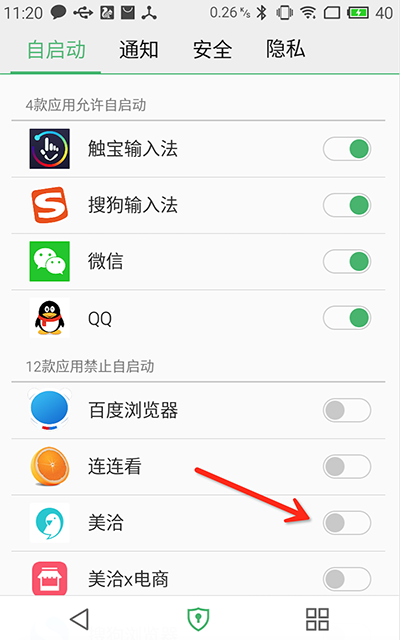 11:20 0.26 K/s 40
自启动 通知 安全 隐私
4款应用允许自启动
触宝输入法
搜狗输入法
微信
QQ
12款应用禁止自启动
百度浏览器
连连看
美洽
美洽x电商